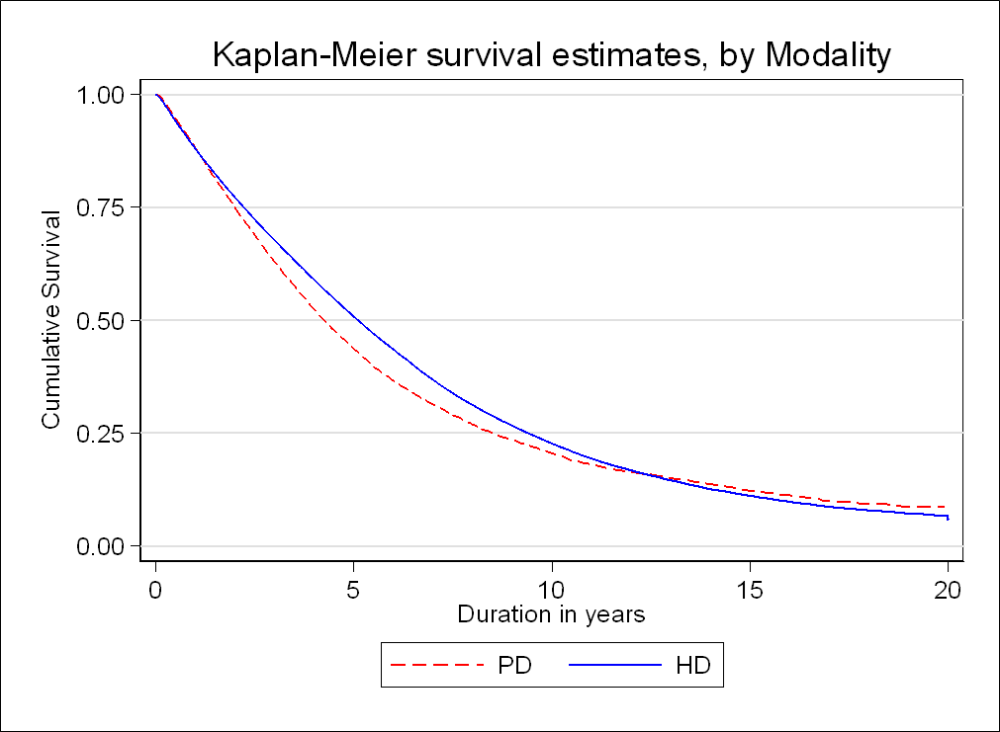 Kaplan-Meier survival estimates, by Modality
1.00
0.75
0.50
0.25
0.00
Cumulative Survival
0 5 10 15 20
Duration in years
PD HD